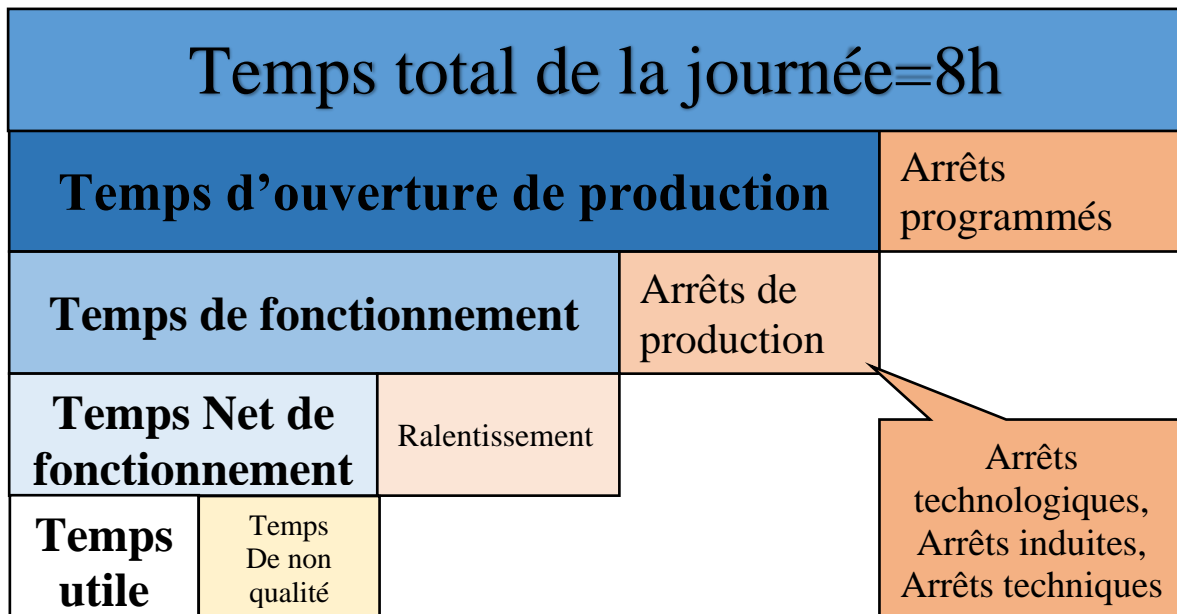 Temps total de la journée=8h
Temps d’ouverture de production
Arrêts
programmés
Temps de fonctionnement
Arrêts de
production
Temps Net de
fonctionnement
Ralentissement
Temps
utile
Temps
De non
qualité
Arrêts
technologiques,
Arrêts induites,
Arrêts techniques